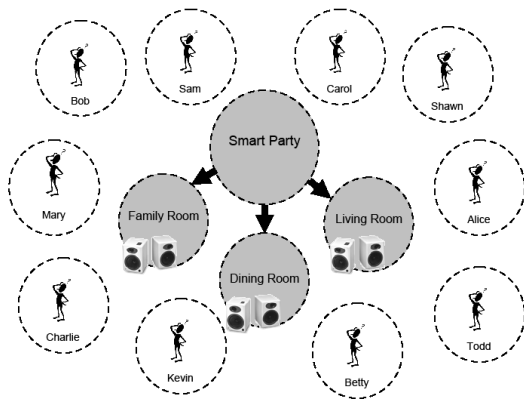 Bob
Sam
Carol
Shawn
Smart Party
Mary
Family Room
Living Room
Alice
Dining Room
Charlie
Kevin
Betty
Todd